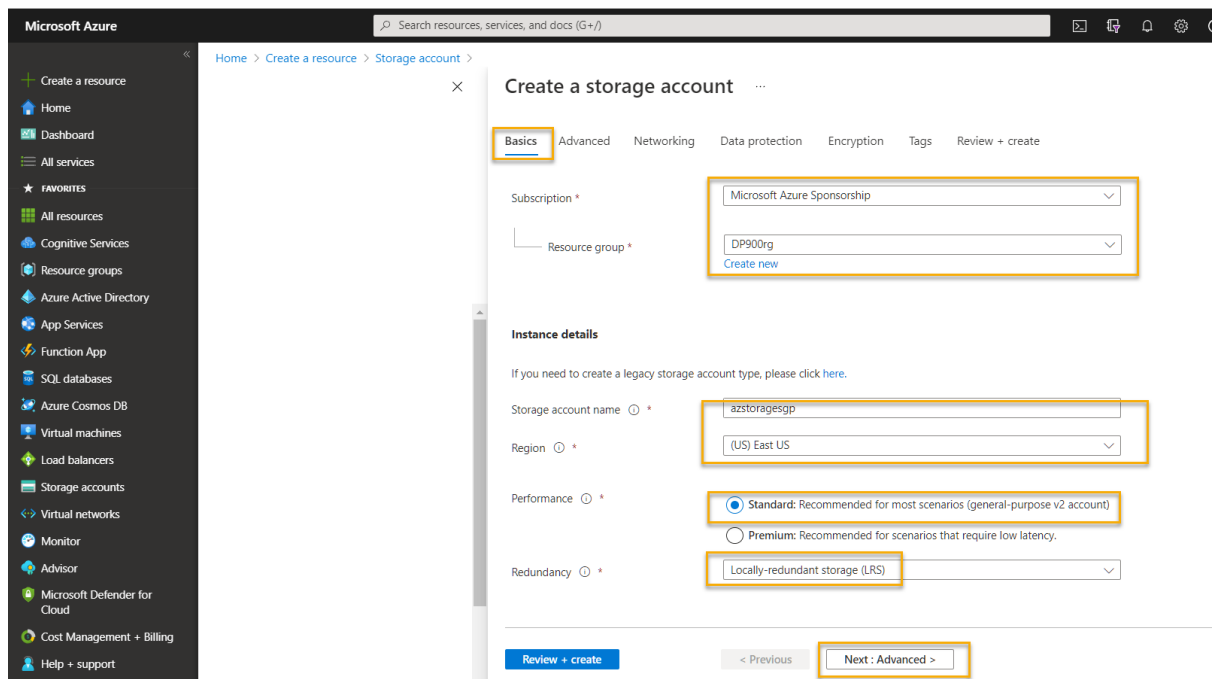 Microsoft Azure
Search resources, services, and docs (G+/)
«
Create a resource
Home
Dashboard
All services
FAVORITES
All resources
Cognitive Services
Resource groups
Azure Active Directory
App Services
Function App
SQL databases
Azure Cosmos DB
Virtual machines
Load balancers
Storage accounts
Virtual networks
Monitor
Advisor
Microsoft Defender for
Cloud
Cost Management + Billing
Help + support
Home > Create a resource > Storage account >
Create a storage account ...
Basics Advanced Networking Data protection Encryption Tags Review + create
Subscription * Microsoft Azure Sponsorship
Resource group * DP900rg
Create new
Instance details
If you need to create a legacy storage account type, please click here.
Storage account name * azstoragesgp
Region * (US) East US
Performance * Standard: Recommended for most scenarios (general-purpose v2 account)
Premium: Recommended for scenarios that require low latency.
Redundancy * Locally-redundant storage (LRS)
Review + create < Previous Next : Advanced >